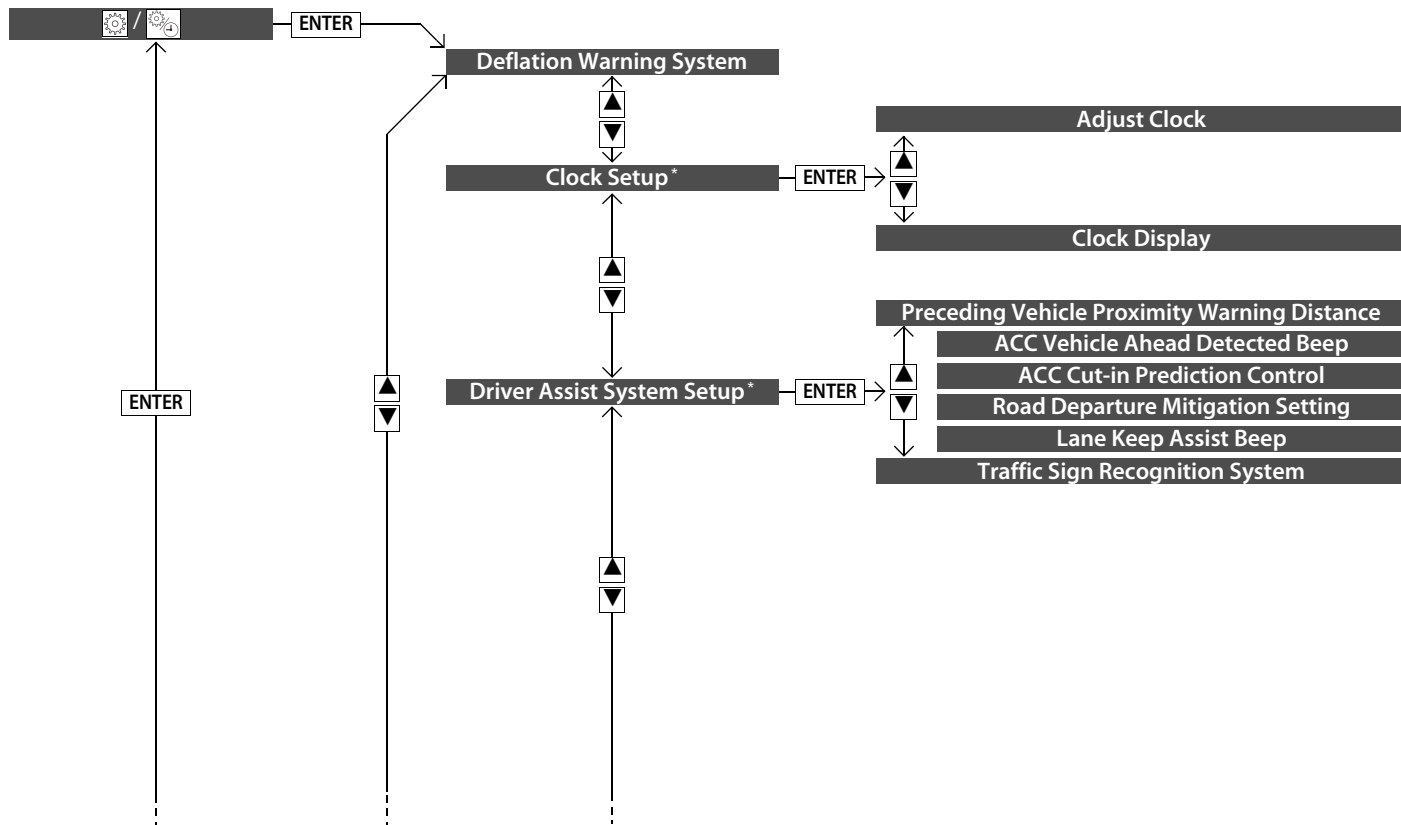 /
ENTER
Deflation Warning System
Adjust Clock
Clock Setup*
ENTER
Clock Display
Preceding Vehicle Proximity Warning Distance
ACC Vehicle Ahead Detected Beep
ACC Cut-in Prediction Control
Driver Assist System Setup*
ENTER
ENTER
Road Departure Mitigation Setting
Lane Keep Assist Beep
Traffic Sign Recognition System